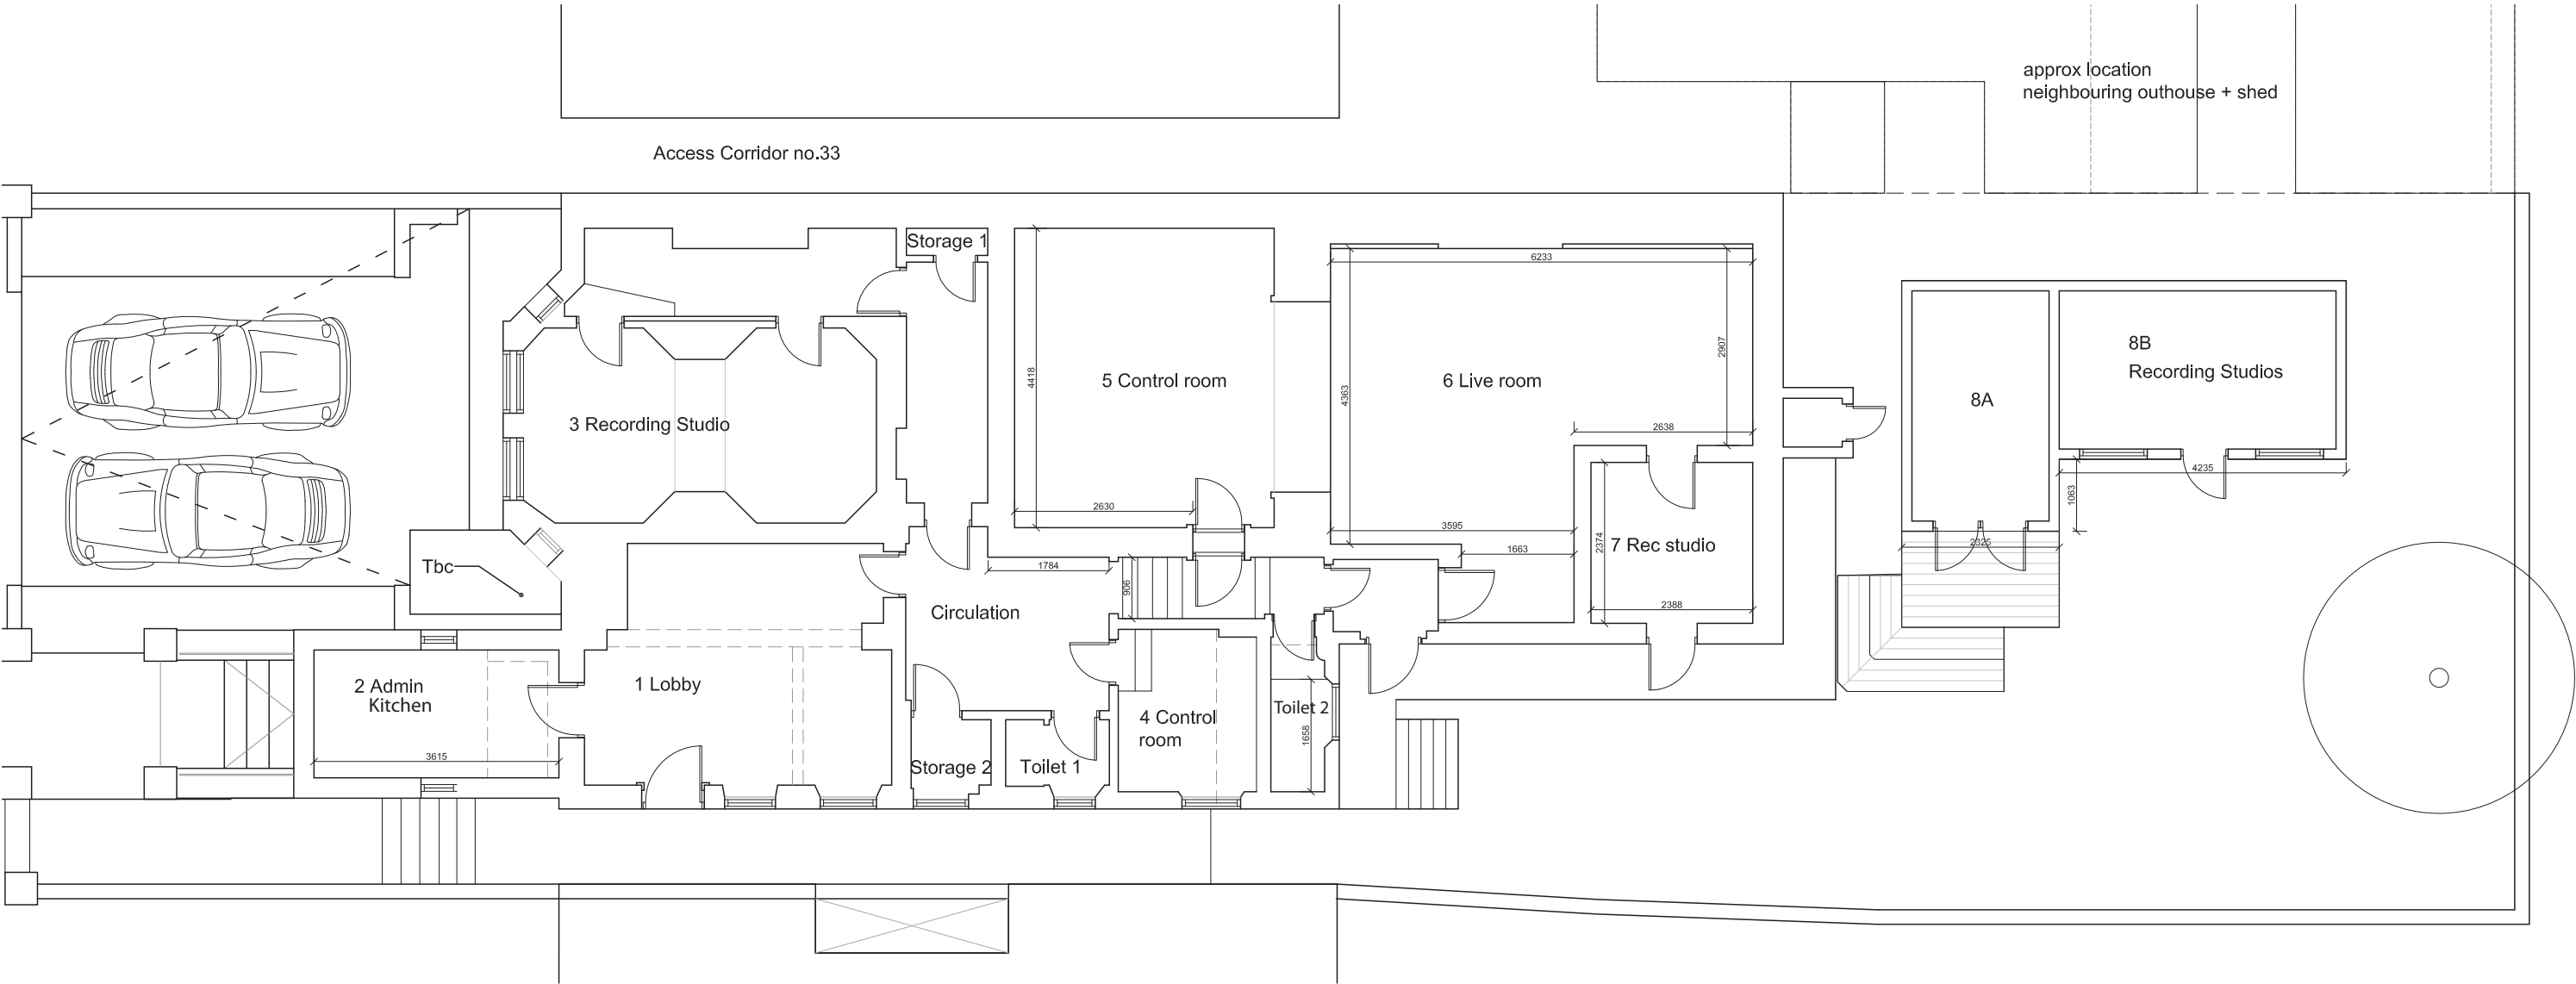 approx location
neighbouring outhouse + shed
Access Corridor no.33
Storage 1
6233
2907
4418
4363
8B
Recording Studios
5 Control room
6 Live room
8A
3 Recording Studio
2638
4235
1063
2630
3595
1663
2374
7 Rec studio
2325
Tbc
1784
906
Circulation
2388
2 Admin
Kitchen
1 Lobby
4 Control
room
Toilet 2
1658
3615
Storage 2
Toilet 1